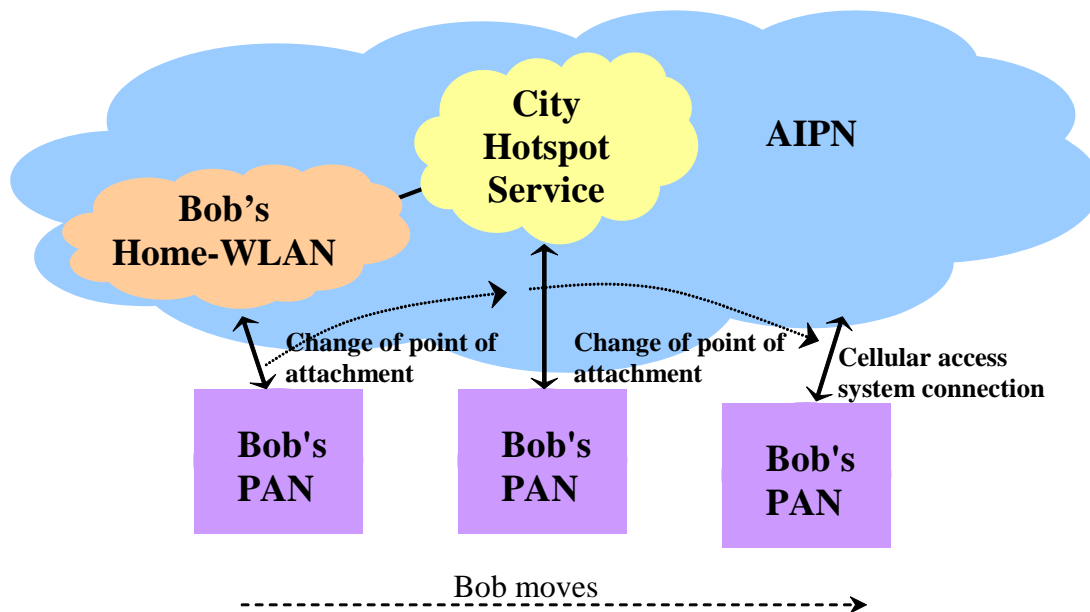 City
Hotspot
Service
AIPN
Bob’s
Home-WLAN
Change of point of
attachment
Change of point of
attachment
Cellular access
system connection
Bob's
PAN
Bob's
PAN
Bob's
PAN
Bob moves